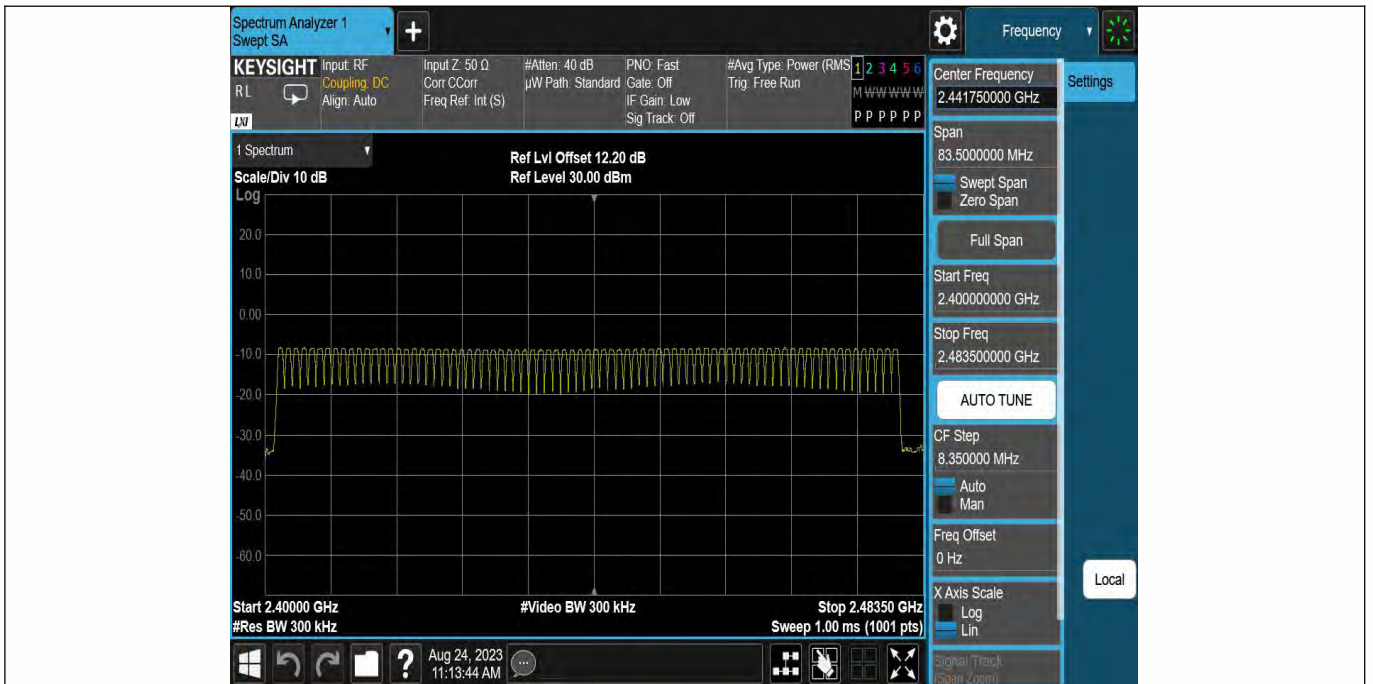 Spectrum Analyzer 1
Swept SA
+
Frequency
KEYSIGHT
RL
LXI
Input: RF
Coupling: DC
Align: Auto
Input Z: 50 Ω
Corr CCorr
Freq Ref: Int (S)
#Atten: 40 dB
µW Path: Standard
PNO: Fast
Gate: Off
IF Gain: Low
Sig Track: Off
#Avg Type: Power (RMS
Trig: Free Run
1 2 3 4 5 6
M W W W W W
P P P P P P
1 Spectrum
Scale/Div 10 dB
Ref Lvl Offset 12.20 dB
Ref Level 30.00 dBm
Log
20.0
10.0
0.00
-10.0
-20.0
-30.0
-40.0
-50.0
-60.0
Start 2.40000 GHz
#Res BW 300 kHz
#Video BW 300 kHz
Stop 2.48350 GHz
Sweep 1.00 ms (1001 pts)
Center Frequency
2.441750000 GHz
Settings
Span
83.5000000 MHz
Swept Span
Zero Span
Full Span
Start Freq
2.400000000 GHz
Stop Freq
2.483500000 GHz
AUTO TUNE
CF Step
8.350000 MHz
Auto
Man
Freq Offset
0 Hz
X Axis Scale
Log
Lin
Signal Track
(Span Zoom)
Local
?
Aug 24, 2023
11:13:44 AM